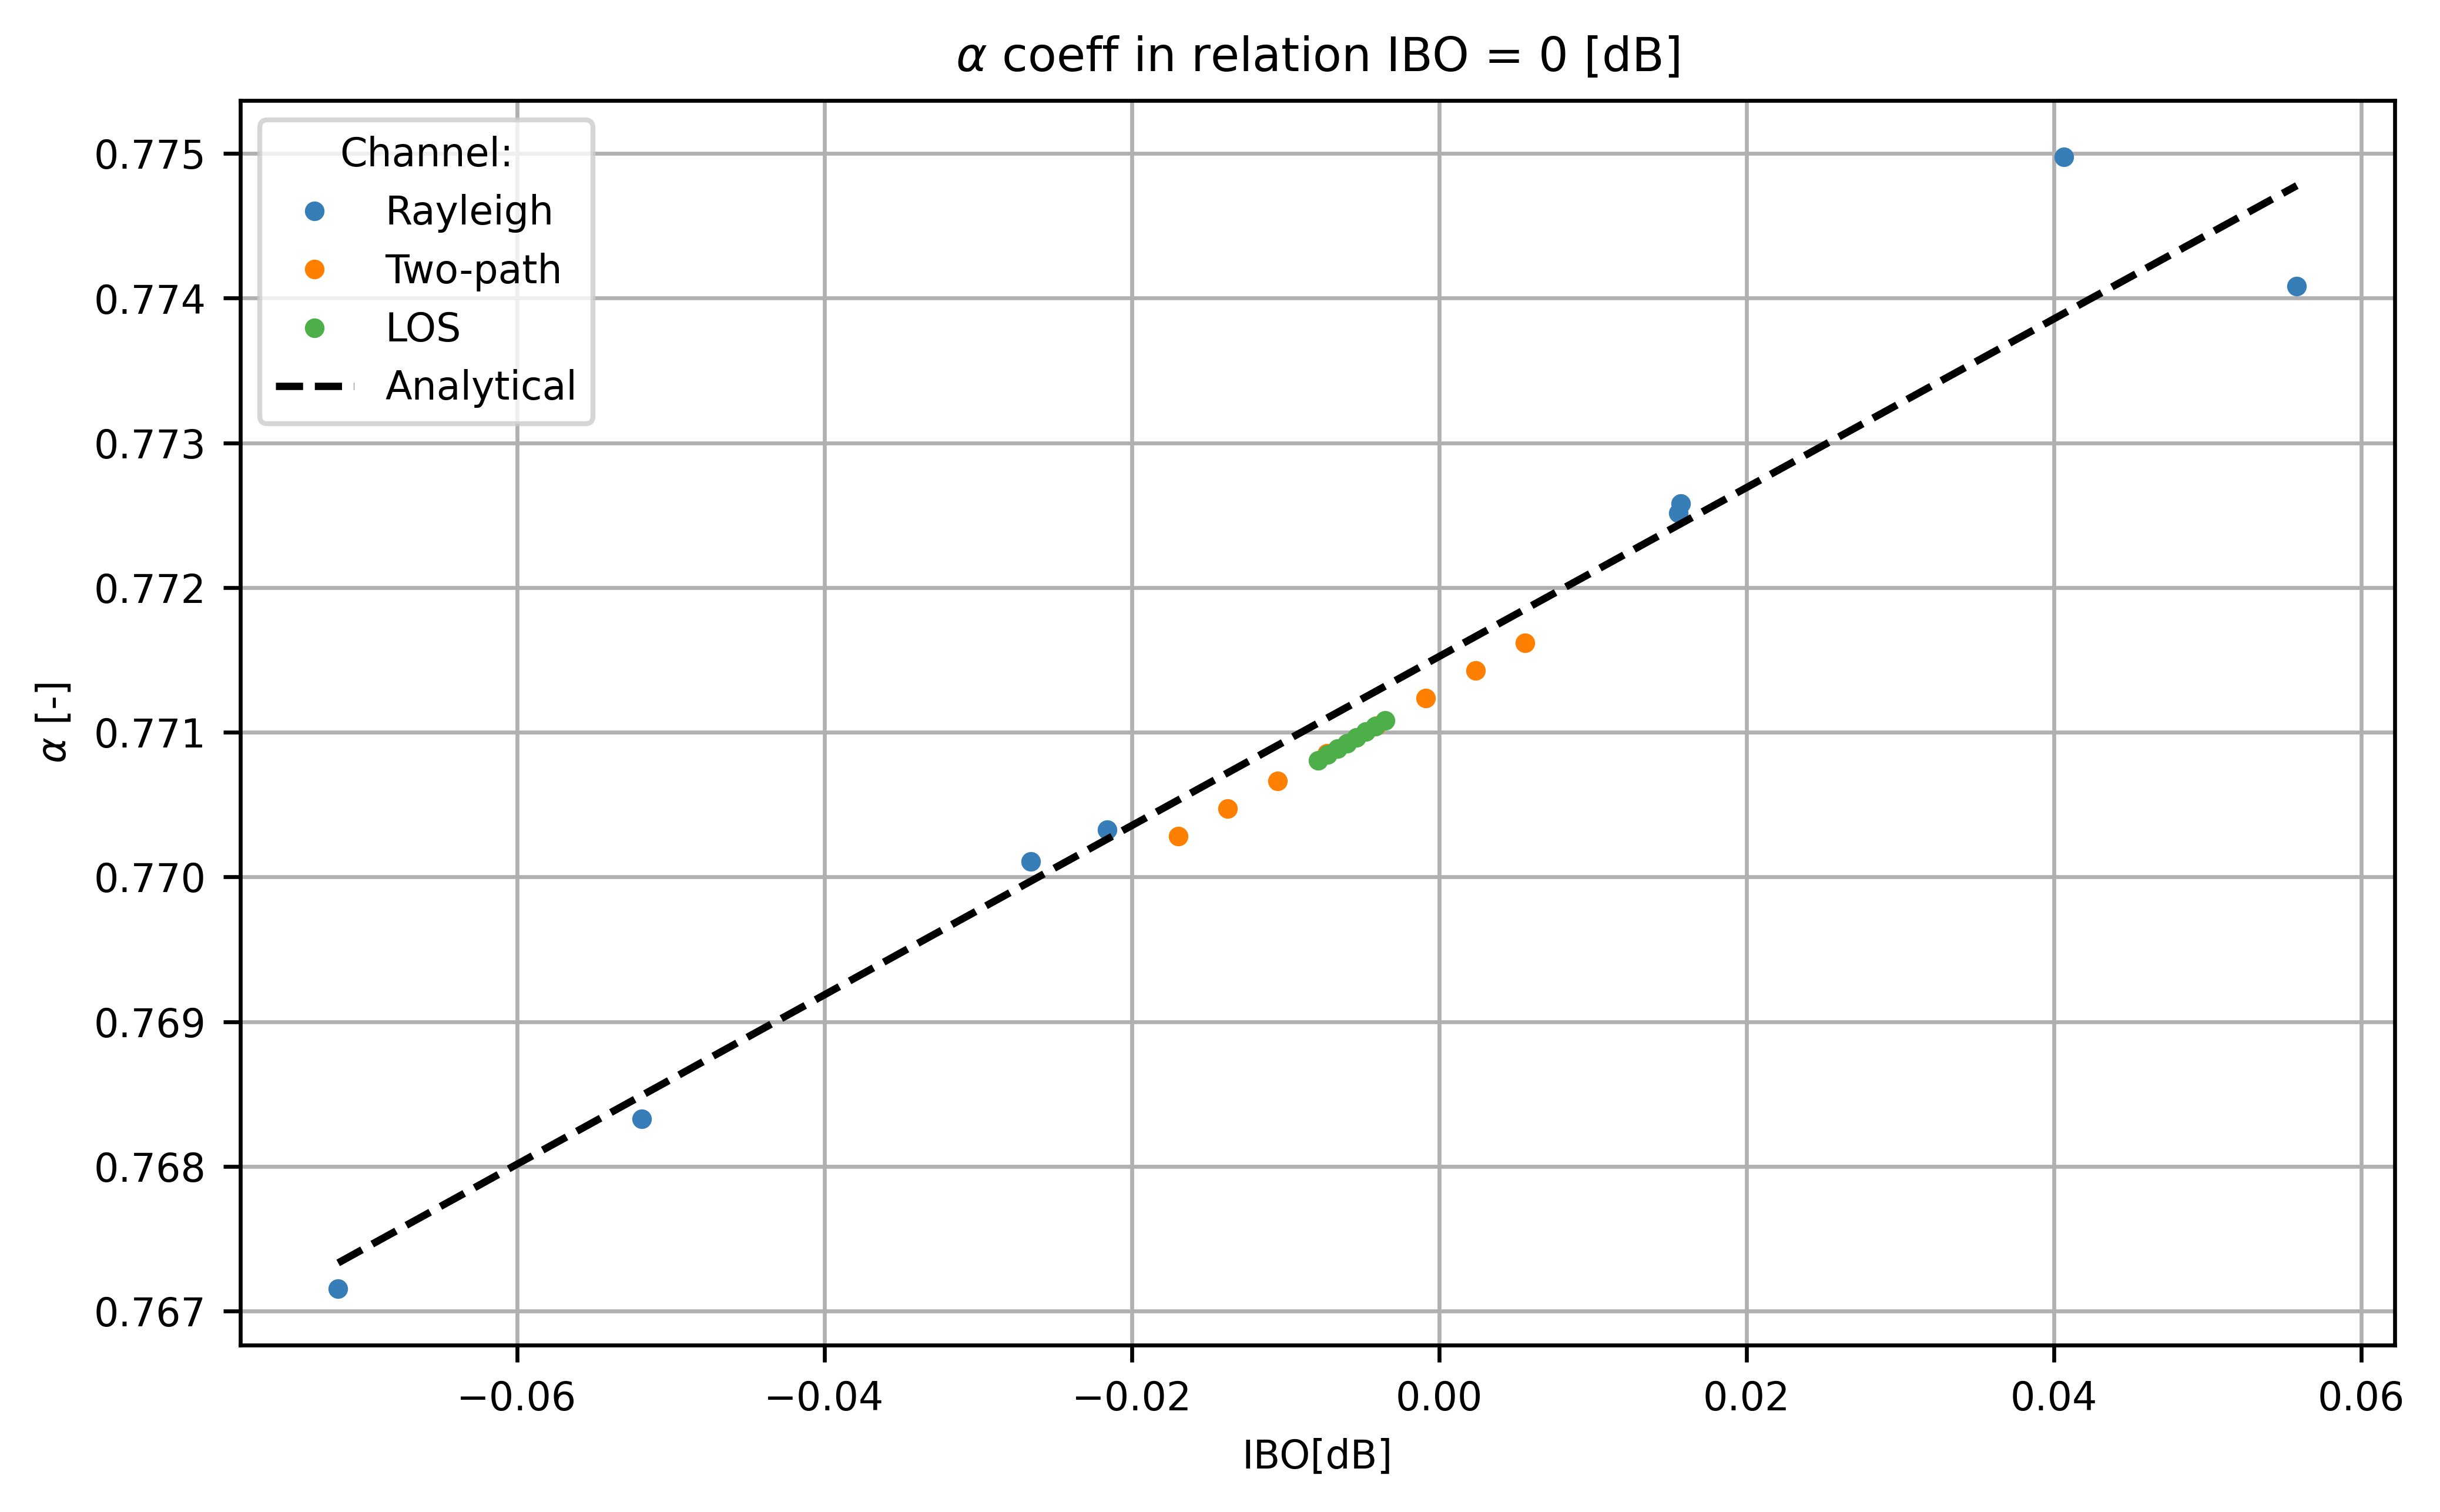 α coeff in relation IBO = 0 [dB]
Channel:
Rayleigh
Two-path
LOS
Analytical
0.775
0.774
0.773
0.772
0.771
0.770
0.769
0.768
0.767
α [-]
−0.06
−0.04
−0.02
0.00
0.02
0.04
0.06
IBO[dB]